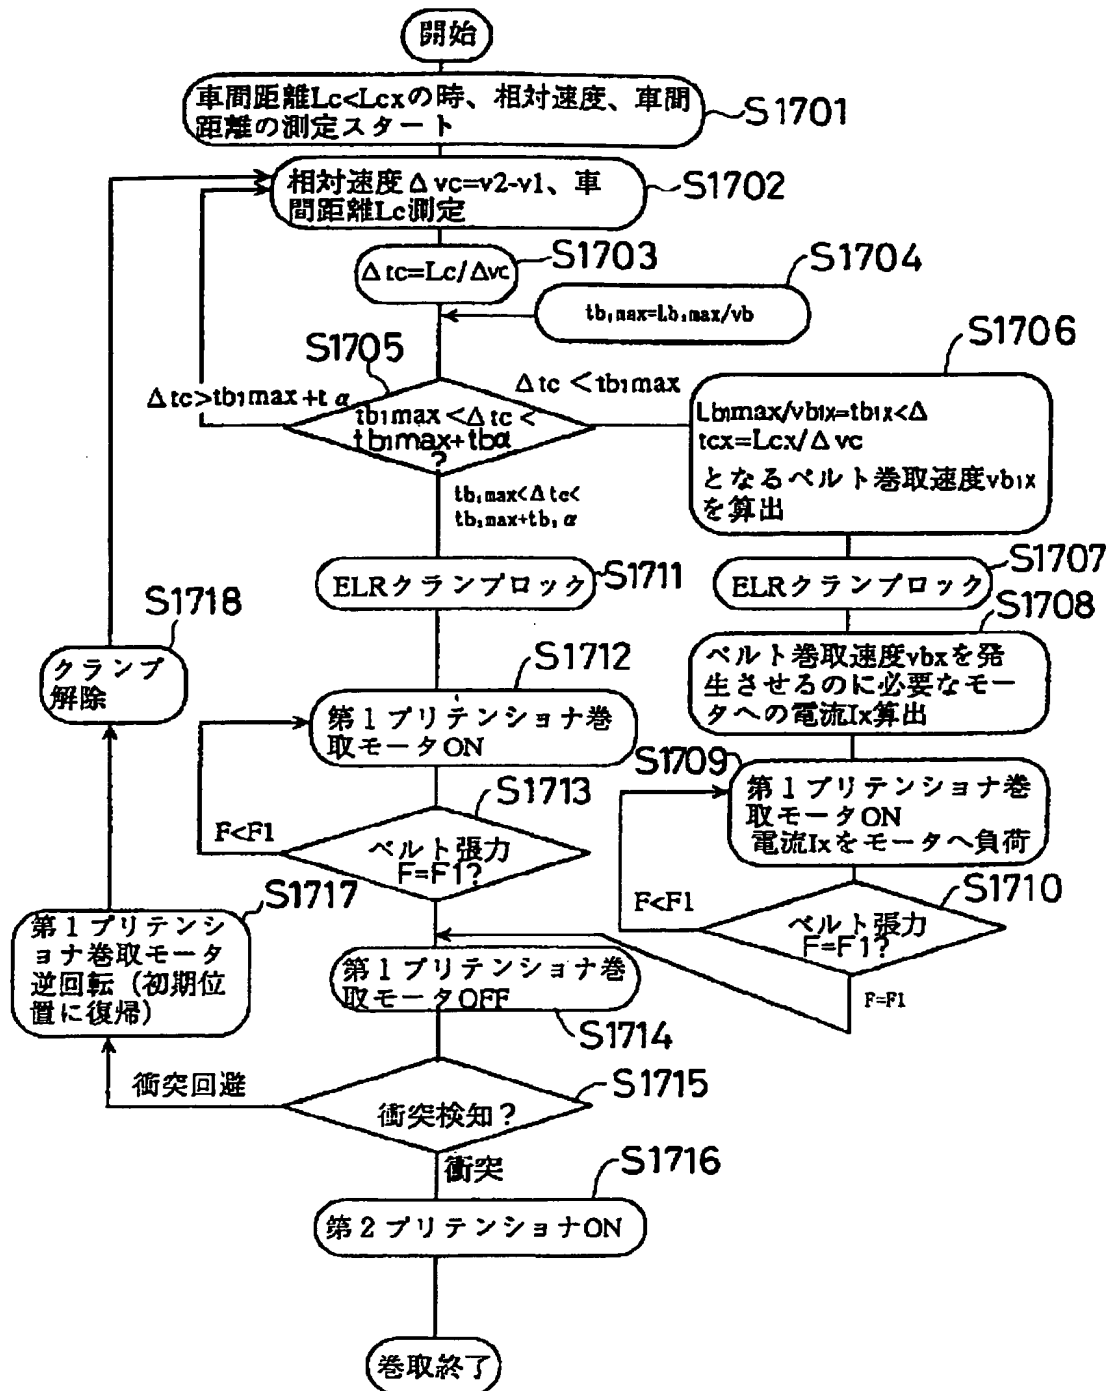 開始
車間距離Lc<Lcxの時、相対速度、車間
距離の測定スタート
S1701
相対速度Δvc=v2-v1、車
間距離Lc測定
S1702
Δtc=Lc/Δvc
S1703
S1704
tb₁max=Lb₁max/vb
S1705
Δtc>tb₁max+tα
tb₁max<Δtc<
tb₁max+tbα
?
Δtc<tb₁max
S1706
Lb₁max/vb₁x=tb₁x<Δ
tcx=Lcx/Δvc
となるベルト巻取速度vb₁x
を算出
tb₁max<Δtc<
tb₁max+tb₁α
ELRクランプロック
S1711
ELRクランプロック
S1707
S1718
クランプ
解除
S1712
第1プリテンショナ巻
取モータON
S1708
ベルト巻取速度vbxを発
生させるのに必要なモー
タへの電流Ix算出
S1713
F<F1
ベルト張力
F=F1?
S1709
第1プリテンショナ巻
取モータON
電流Ixをモータへ負荷
S1710
F<F1
ベルト張力
F=F1?
F=F1
S1717
第1プリテンシ
ョナ巻取モータ
逆回転(初期位
置に復帰)
第1プリテンショナ巻
取モータOFF
S1714
衝突回避
衝突検知?
S1715
衝突
S1716
第2プリテンショナON
巻取終了